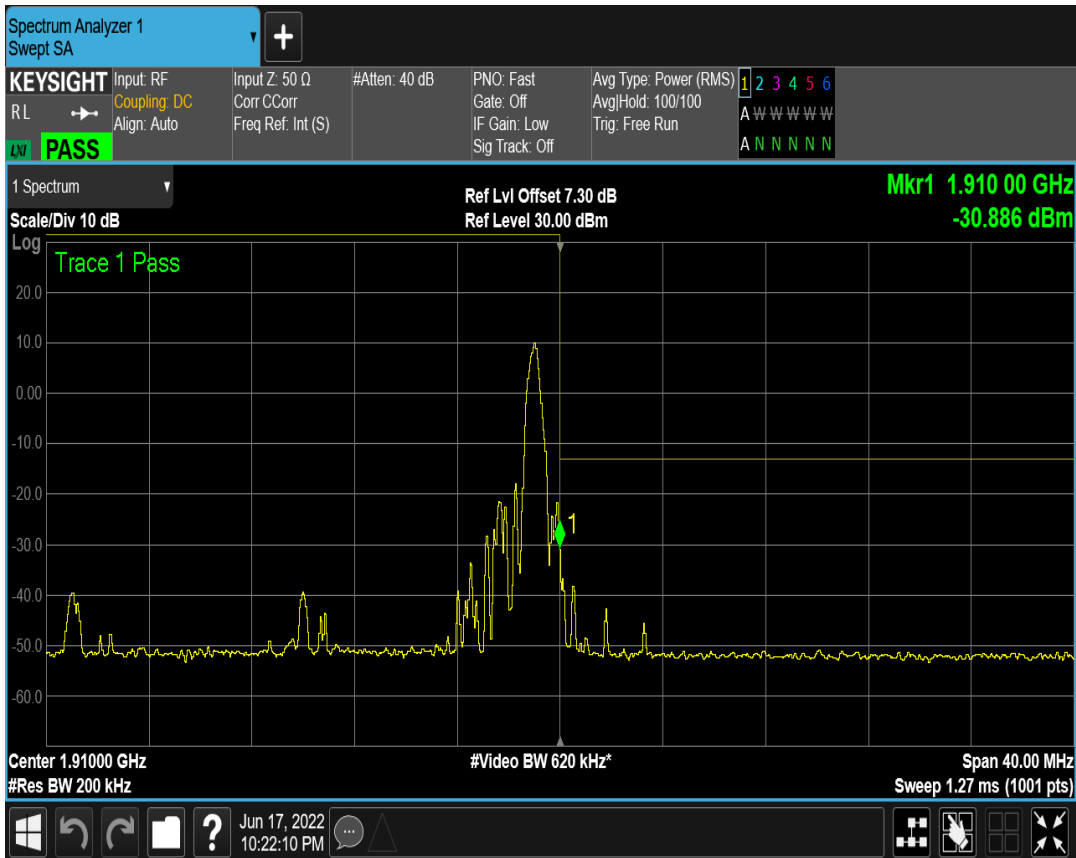 Spectrum Analyzer 1
Swept SA
+
KEYSIGHT
R L
LXI
PASS
Input: RF
Coupling: DC
Align: Auto
Input Z: 50 Ω
Corr CCorr
Freq Ref: Int (S)
#Atten: 40 dB
PNO: Fast
Gate: Off
IF Gain: Low
Sig Track: Off
Avg Type: Power (RMS)
Avg|Hold: 100/100
Trig: Free Run
1 2 3 4 5 6
A W W W W W
A N N N N N
1 Spectrum
Scale/Div 10 dB
Ref Lvl Offset 7.30 dB
Ref Level 30.00 dBm
Mkr1 1.910 00 GHz
-30.886 dBm
Log
Trace 1 Pass
20.0
10.0
0.00
-10.0
-20.0
-30.0
-40.0
-50.0
-60.0
1
Center 1.91000 GHz
#Res BW 200 kHz
#Video BW 620 kHz*
Span 40.00 MHz
Sweep 1.27 ms (1001 pts)
?
Jun 17, 2022
10:22:10 PM